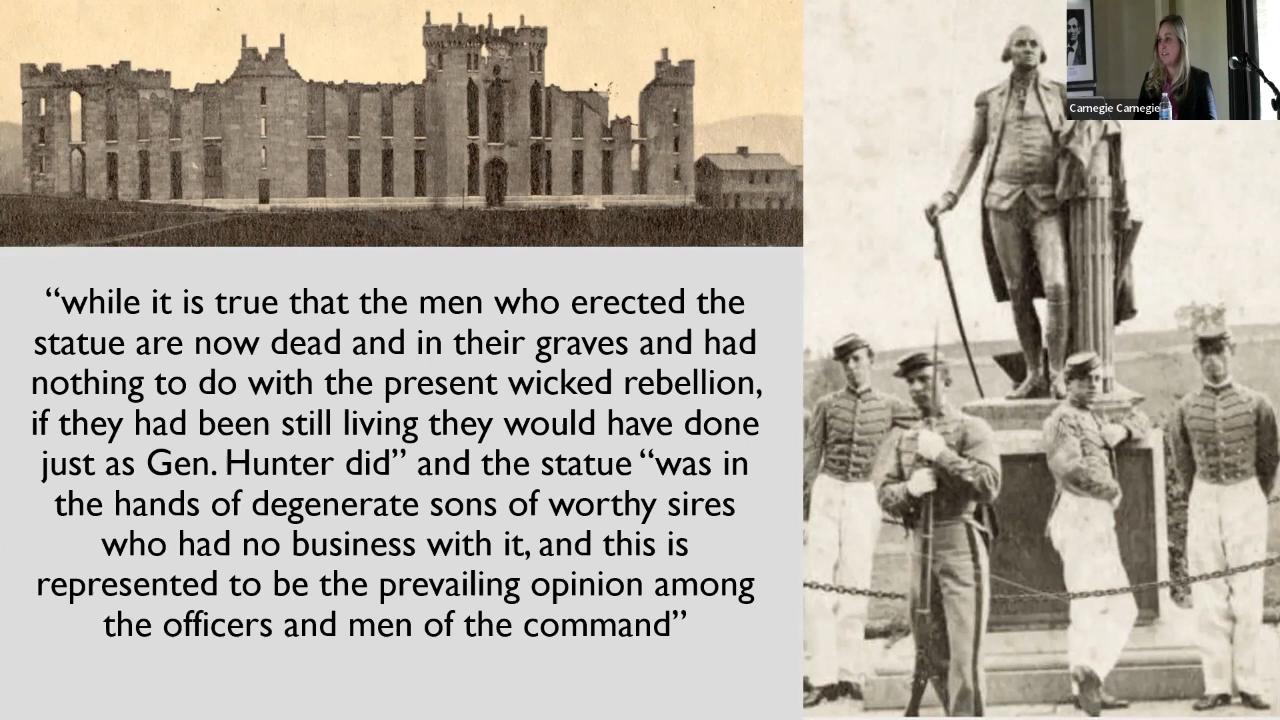 Carnegie Carnegie
“while it is true that the men who erected the
statue are now dead and in their graves and had
nothing to do with the present wicked rebellion,
if they had been still living they would have done
just as Gen. Hunter did” and the statue “was in
the hands of degenerate sons of worthy sires
who had no business with it, and this is
represented to be the prevailing opinion among
the officers and men of the command”